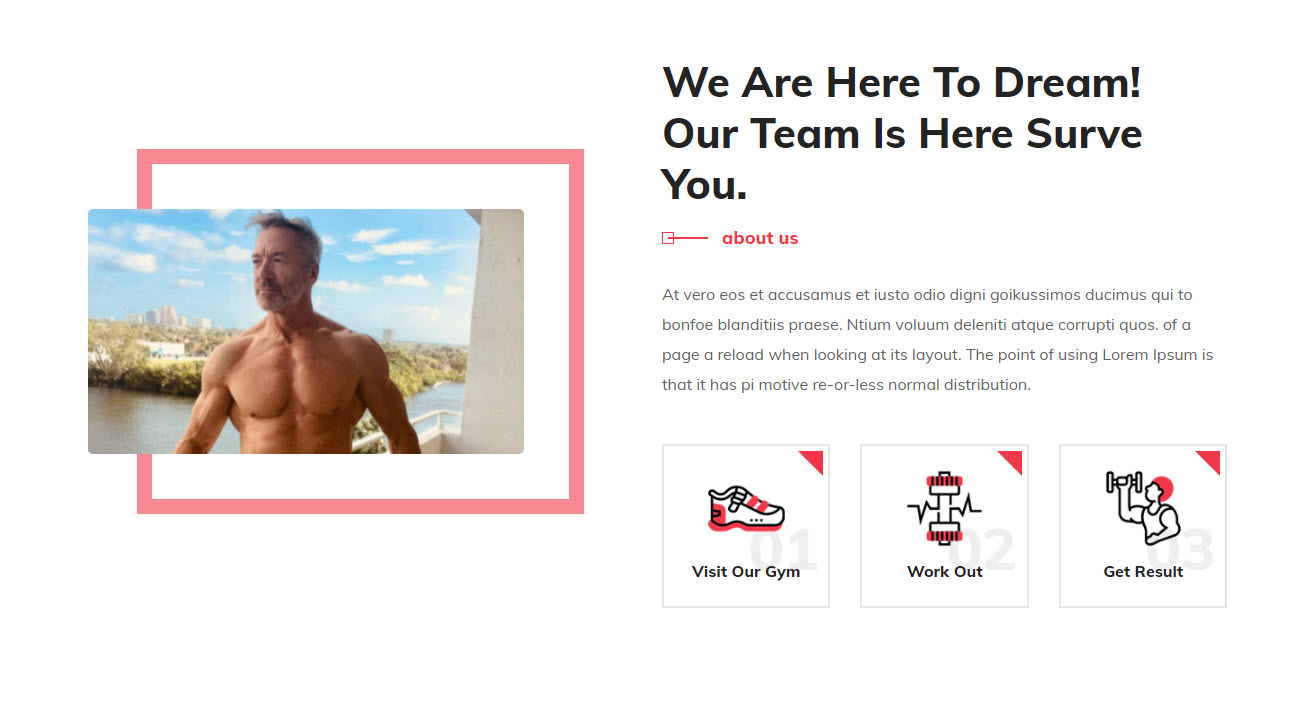 We Are Here To Dream!
Our Team Is Here Surve
You.
about us
At vero eos et accusamus et iusto odio digni goikussimos ducimus qui to
bonfoe blanditiis praese. Ntium voluum deleniti atque corrupti quos. of a
page a reload when looking at its layout. The point of using Lorem Ipsum is
that it has pi motive re-or-less normal distribution.
01
Visit Our Gym
02
Work Out
03
Get Result